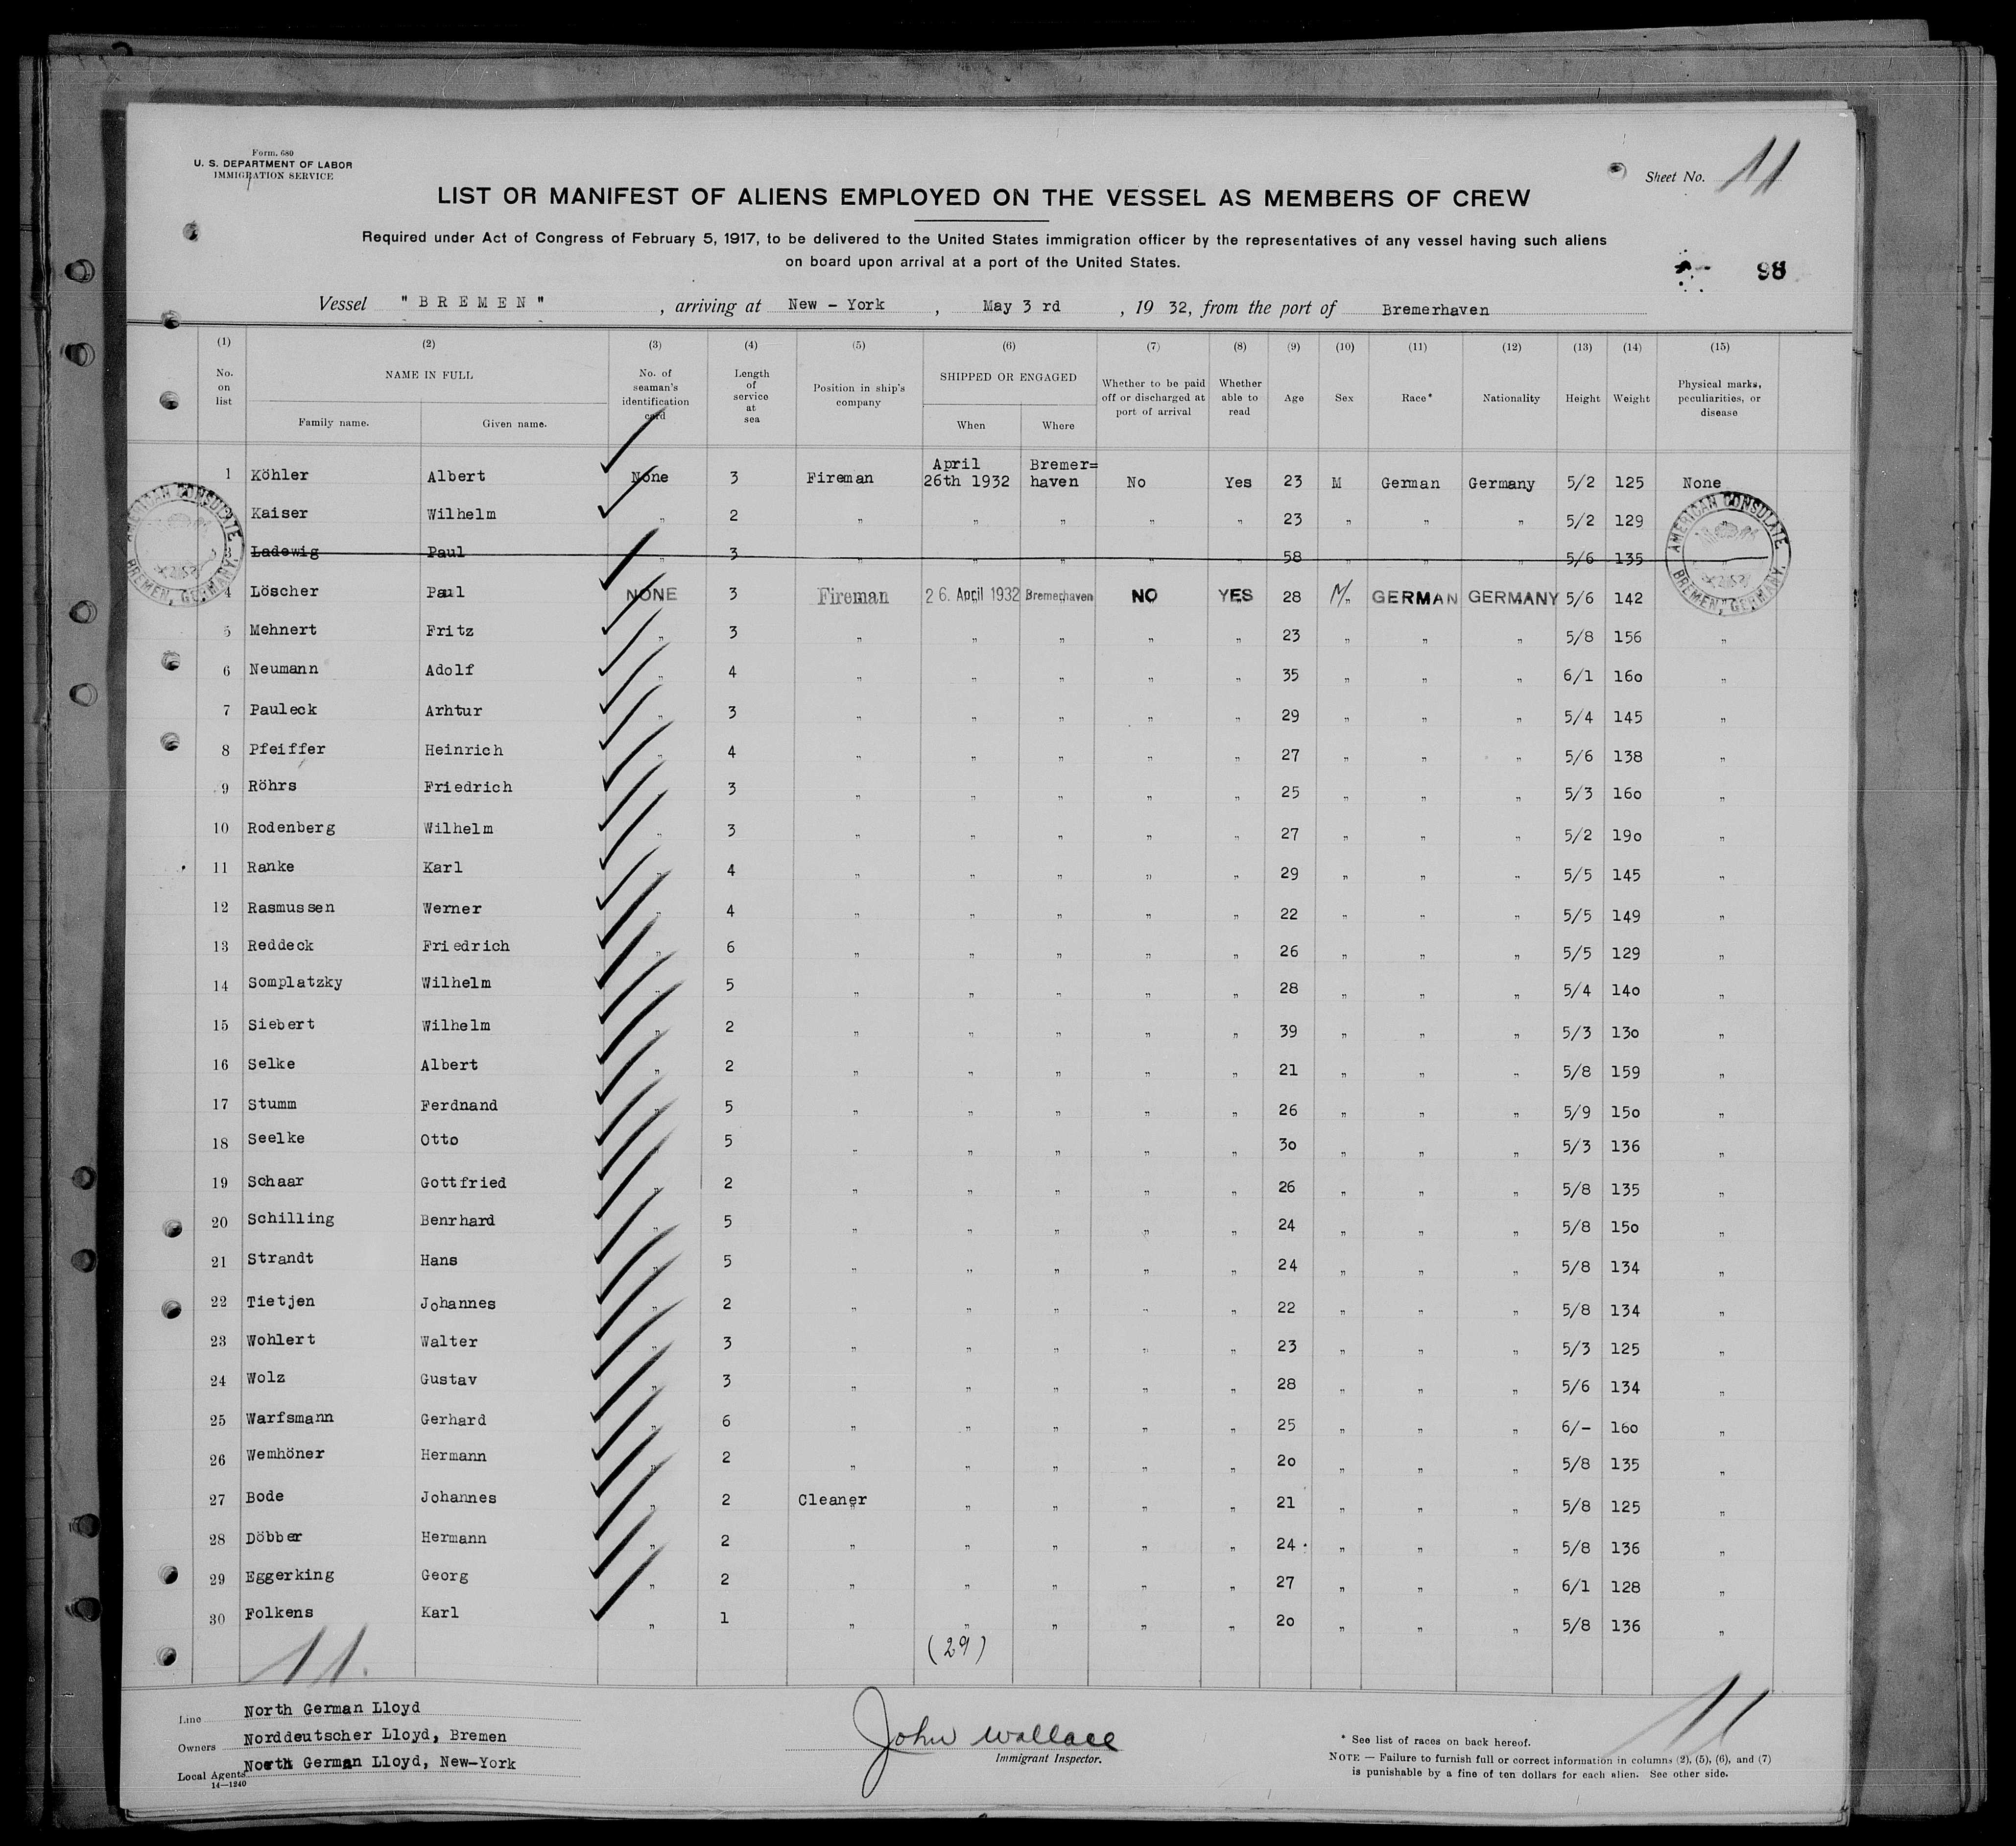 Form. 680
U. S. DEPARTMENT OF LABOR
IMMIGRATION SERVICE
Sheet No. 11
LIST OR MANIFEST OF ALIENS EMPLOYED ON THE VESSEL AS MEMBERS OF CREW
Required under Act of Congress of February 5, 1917, to be delivered to the United States immigration officer by the representatives of any vessel having such aliens
on board upon arrival at a port of the United States.
98
Vessel "BREMEN" , arriving at New - York , May 3 rd , 19 32, from the port of Bremerhaven
(1) (2) (3) (4) (5) (6) (7) (8) (9) (10) (11) (12) (13) (14) (15)
No. on list NAME IN FULL Family name. Given name. No. of seaman's identification card Length of service at sea Position in ship's company SHIPPED OR ENGAGED When Where Whether to be paid off or discharged at port of arrival Whether able to read Age Sex Race* Nationality Height Weight Physical marks, peculiarities, or disease
1 Köhler Albert None 3 Fireman April 26th 1932 Bremer= haven No Yes 23 M German Germany 5/2 125 None
Kaiser Wilhelm " 2 " " " " " 23 " " " 5/2 129
Ladewig Paul " 3 " " " " " 58 " " " 5/6 135 "
4 Löscher Paul NONE 3 Fireman 26. April 1932 Bremerhaven NO YES 28 M " GERMAN GERMANY 5/6 142 "
5 Mehnert Fritz " 3 " " " " " 23 " " " 5/8 156 "
6 Neumann Adolf " 4 " " " " " 35 " " " 6/1 160 "
7 Pauleck Arhtur " 3 " " " " " 29 " " " 5/4 145 "
8 Pfeiffer Heinrich " 4 " " " " " 27 " " " 5/6 138 "
9 Röhrs Friedrich " 3 " " " " " 25 " " " 5/3 160 "
10 Rodenberg Wilhelm " 3 " " " " " 27 " " " 5/2 190 "
11 Ranke Karl " 4 " " " " " 29 " " " 5/5 145 "
12 Rasmussen Werner " 4 " " " " " 22 " " " 5/5 149 "
13 Reddeck Friedrich " 6 " " " " " 26 " " " 5/5 129 "
14 Somplatzky Wilhelm " 5 " " " " " 28 " " " 5/4 140 "
15 Siebert Wilhelm " 2 " " " " " 39 " " " 5/3 130 "
16 Selke Albert " 2 " " " " " 21 " " " 5/8 159 "
17 Stumm Ferdnand " 5 " " " " " 26 " " " 5/9 150 "
18 Seelke Otto " 5 " " " " " 30 " " " 5/3 136 "
19 Schaar Gottfried " 2 " " " " " 26 " " " 5/8 135 "
20 Schilling Benrhard " 5 " " " " " 24 " " " 5/8 150 "
21 Strandt Hans " 5 " " " " " 24 " " " 5/8 134 "
22 Tietjen Johannes " 2 " " " " " 22 " " " 5/8 134 "
23 Wohlert Walter " 3 " " " " " 23 " " " 5/3 125 "
24 Wolz Gustav " 3 " " " " " 28 " " " 5/6 134 "
25 Warfsmann Gerhard " 6 " " " " " 25 " " " 6/- 160 "
26 Wemhöner Hermann " 2 " " " " " 20 " " " 5/8 135 "
27 Bode Johannes " 2 Cleaner " " " " 21 " " " 5/8 125 "
28 Döbber Hermann " 2 " " " " " 24 " " " 5/8 136 "
29 Eggerking Georg " 2 " " " " " 27 " " " 6/1 128 "
30 Folkens Karl " 1 " " " " " 20 " " " 5/8 136 "
AMERICAN CONSULATE
BREMEN, GERMANY.
AMERICAN CONSULATE
BREMEN, GERMANY.
(29)
11.
11
Line North German Lloyd
Owners Norddeutscher Lloyd, Bremen
Local Agents North German Lloyd, New-York
14—1240
John Wallace
Immigrant Inspector.
* See list of races on back hereof.
NOTE — Failure to furnish full or correct information in columns (2), (5), (6), and (7)
is punishable by a fine of ten dollars for each alien. See other side.